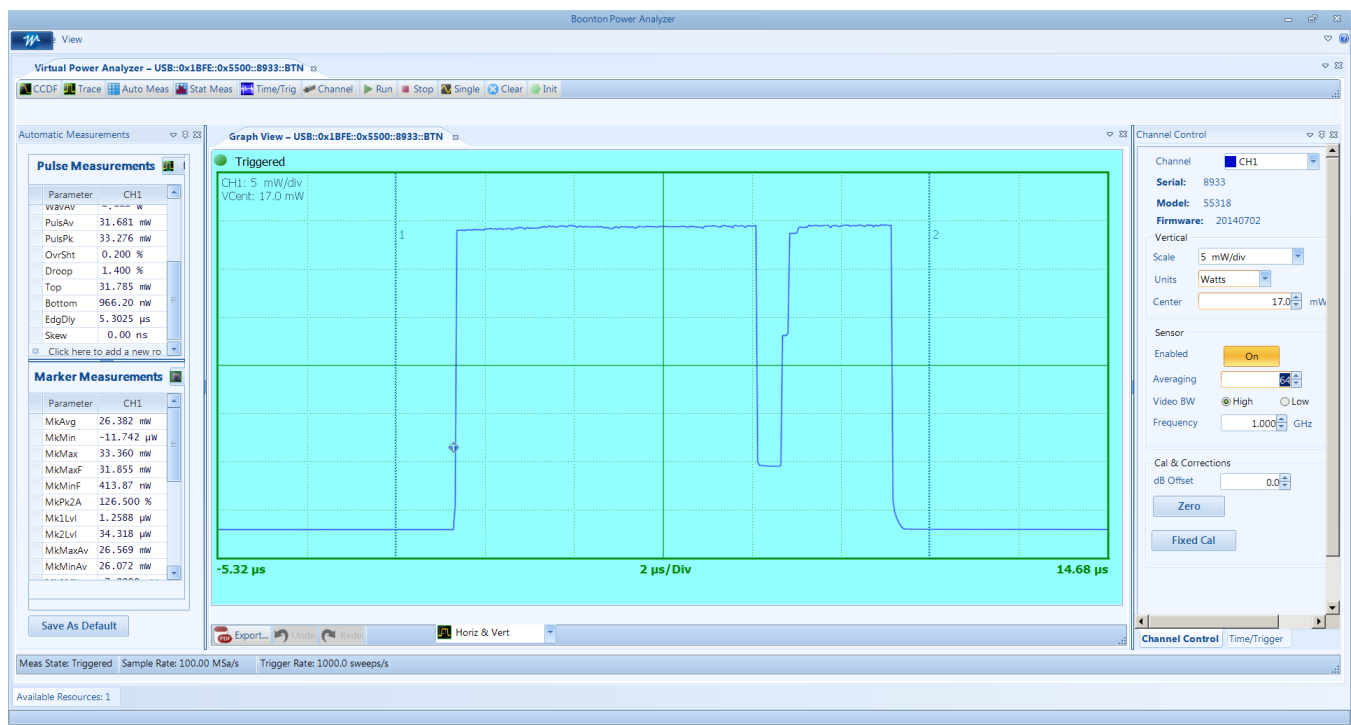 Boonton Power Analyzer
View
Virtual Power Analyzer – USB::0x1BFE::0x5500::8933::BTN
CCDF Trace Auto Meas Stat Meas Time/Trig Channel Run Stop Single Clear Init
Automatic Measurements
Pulse Measurements
Parameter CH1
WavAv -.--- W
PulsAv 31.681 mW
PulsPk 33.276 mW
OvrSht 0.200 %
Droop 1.400 %
Top 31.785 mW
Bottom 966.20 nW
EdgDly 5.3025 µs
Skew 0.00 ns
Click here to add a new ro
Marker Measurements
Parameter CH1
MkAvg 26.382 mW
MkMin -11.742 µW
MkMax 33.360 mW
MkMaxF 31.855 mW
MkMinF 413.87 nW
MkPk2A 126.500 %
Mk1Lvl 1.2588 µW
Mk2Lvl 34.318 µW
MkMaxAv 26.569 mW
MkMinAv 26.072 mW
Save As Default
Graph View – USB::0x1BFE::0x5500::8933::BTN
Triggered
CH1: 5 mW/div
VCent: 17.0 mW
1
2
-5.32 µs 2 µs/Div 14.68 µs
Export... Undo Redo Horiz & Vert
Channel Control
Channel CH1
Serial: 8933
Model: 55318
Firmware: 20140702
Vertical
Scale 5 mW/div
Units Watts
Center 17.0 mW
Sensor
Enabled On
Averaging 64
Video BW High Low
Frequency 1.000 GHz
Cal & Corrections
dB Offset 0.0
Zero
Fixed Cal
Channel Control Time/Trigger
Meas State: Triggered Sample Rate: 100.00 MSa/s Trigger Rate: 1000.0 sweeps/s
Available Resources: 1